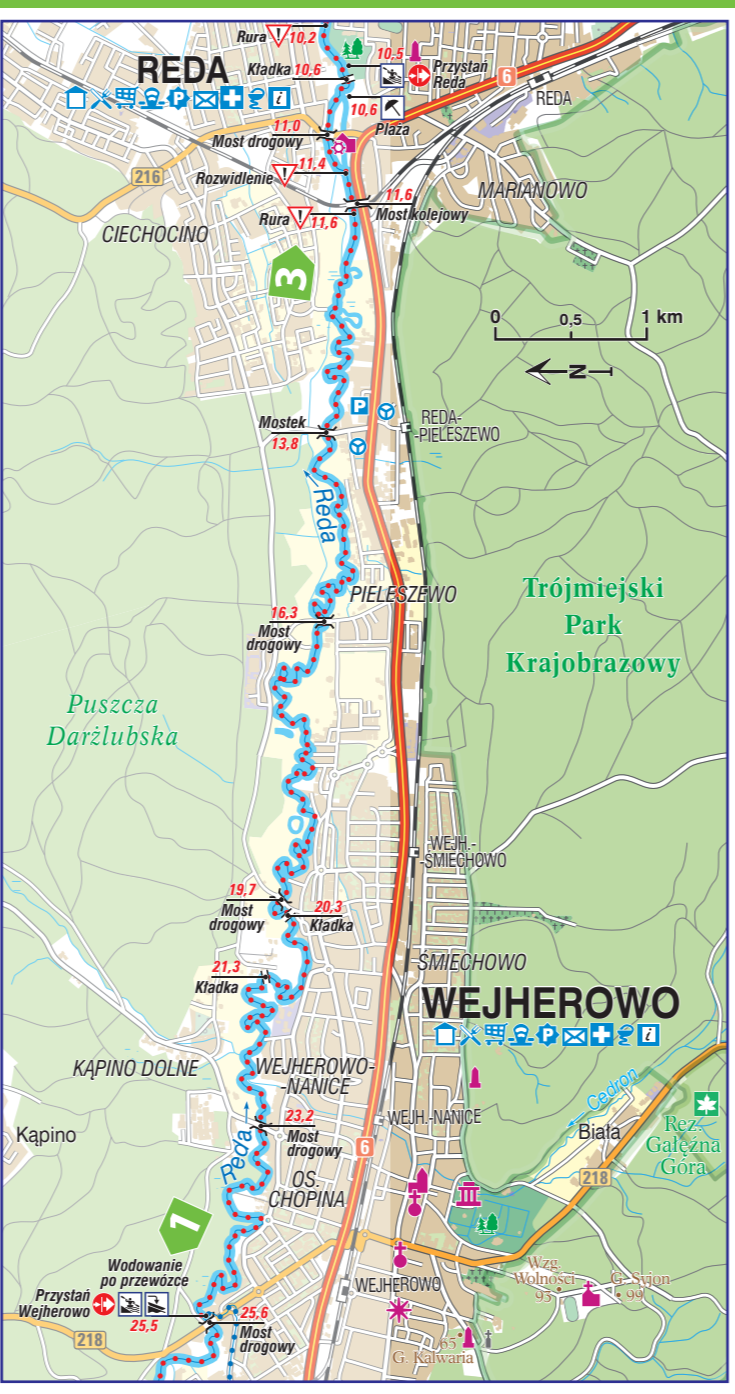 Rura 10,2
REDA
Kładka 10,6
10,5
Przystań
Reda
6
REDA
10,6
Plaża
11,0
Most drogowy
Rozwidlenie 11,4
216
MARIANOWO
11,6
Most kolejowy
Rura 11,6
CIECHOCINO
3
0 0,5 1 km
N
Mostek
13,8
REDA-
-PIELESZEWO
Reda
PIELESZEWO
Trójmiejski
Park
Krajobrazowy
16,3
Most
drogowy
Puszcza
Darżlubska
WEJH.-
-ŚMIECHOWO
19,7
Most
drogowy
20,3
Kładka
ŚMIECHOWO
21,3
Kładka
WEJHEROWO
KĄPINO DOLNE
WEJHEROWO-
-NANICE
Cedron
WEJH.-NANICE
Kąpino
23,2
Most
drogowy
Biała
Rez.
Gałęźna
Góra
6
Reda
218
OS.
CHOPINA
1
Wodowanie
po przewózce
Przystań
Wejherowo
25,5
25,6
Most
drogowy
WEJHEROWO
Wzg.
Wolności
93
G. Syjon
99
218
65
G. Kalwaria